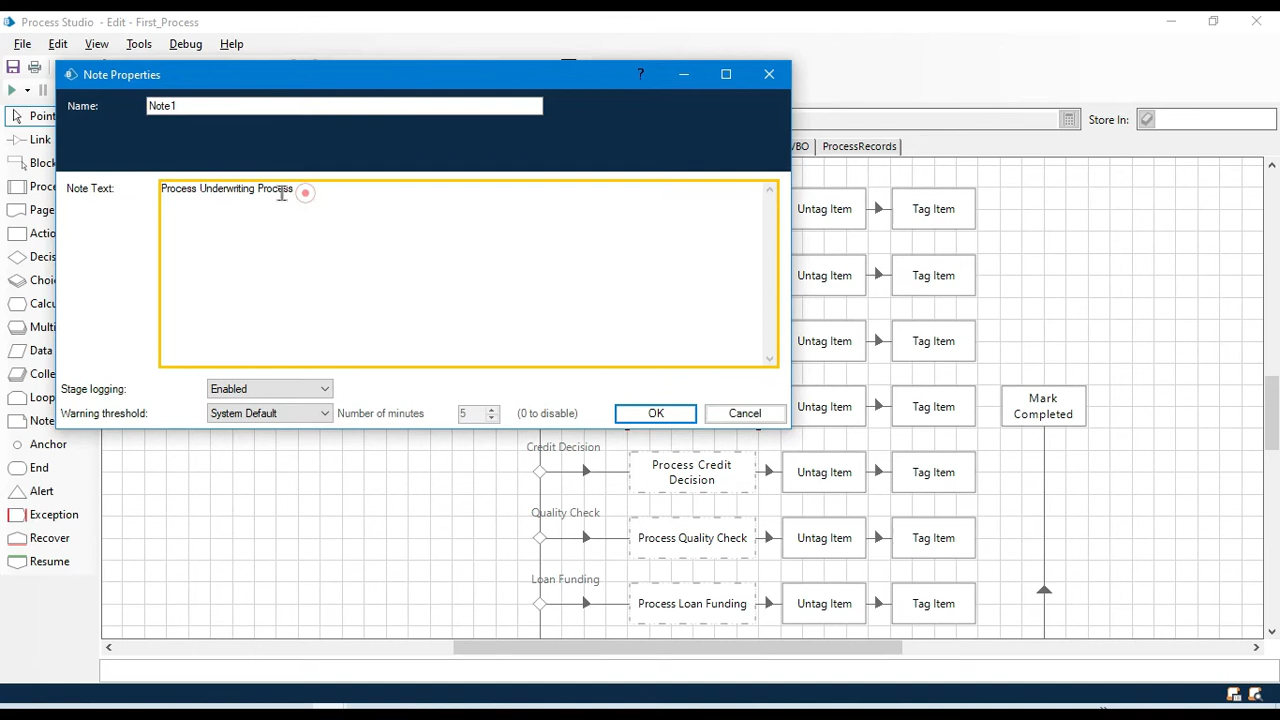 Process Studio - Edit - First_Process
File Edit View Tools Debug Help
Note Properties
?
Name: Note1
Store In:
VBO ProcessRecords
Note Text: Process Underwriting Process
Point
Link
Block
Proc
Page
Actio
Decis
Choi
Calcu
Multi
Data
Colle
Loop
Note
Anchor
End
Alert
Exception
Recover
Resume
Untag Item Tag Item
Untag Item Tag Item
Untag Item Tag Item
Untag Item Tag Item
Mark
Completed
Stage logging: Enabled
Warning threshold: System Default Number of minutes 5 (0 to disable) OK Cancel
Credit Decision
Process Credit
Decision
Untag Item Tag Item
Quality Check
Process Quality Check Untag Item Tag Item
Loan Funding
Process Loan Funding Untag Item Tag Item